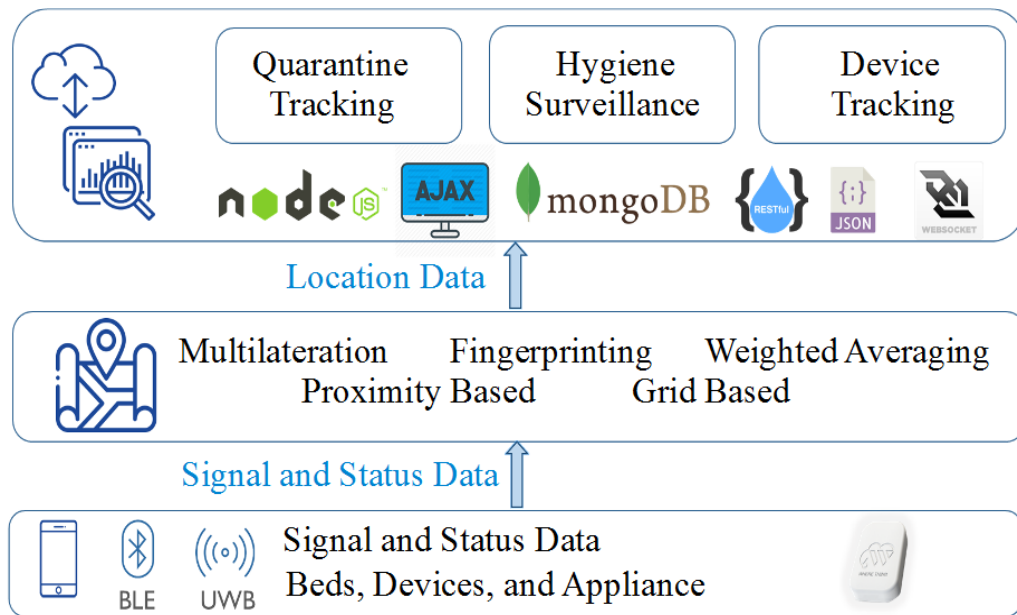 Quarantine
Tracking
Hygiene
Surveillance
Device
Tracking
node JS ™
AJAX
mongoDB
{RESTful}
{;}
JSON
WEBSOCKET
Location Data
Multilateration Fingerprinting Weighted Averaging
Proximity Based Grid Based
Signal and Status Data
Signal and Status Data
Beds, Devices, and Appliance
BLE UWB